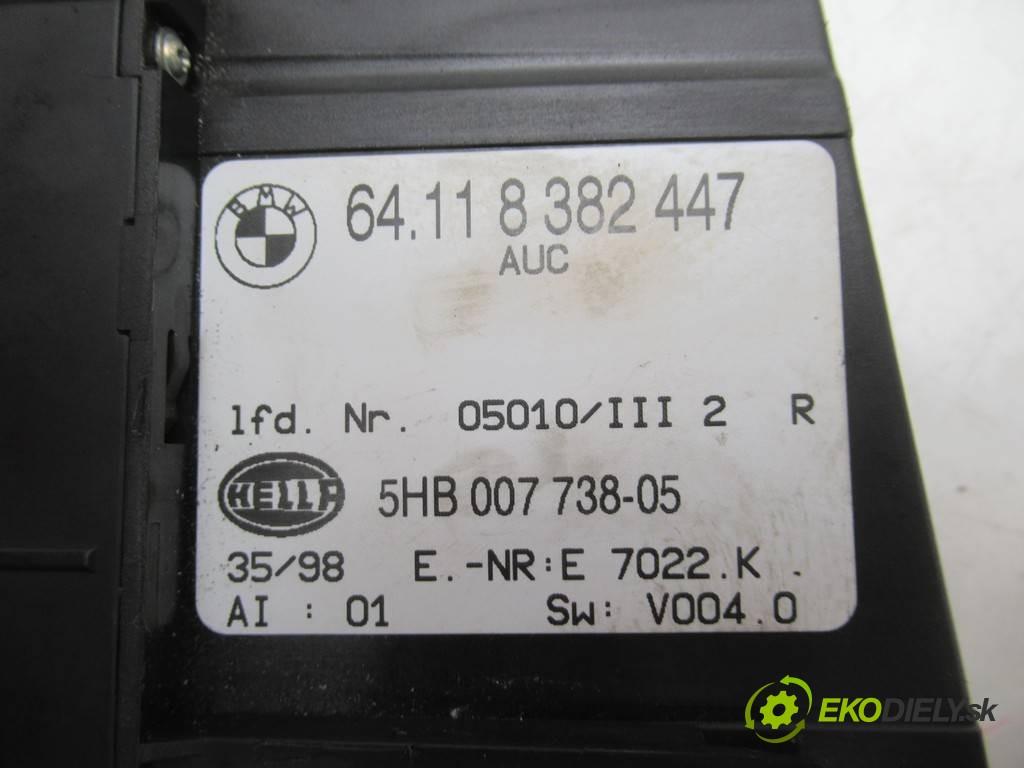 BMW
64.11 8 382 447
AUC
lfd. Nr. 05010/III 2 R
HELLA
5HB 007 738-05
35/98 E.-NR:E 7022.K .
AI : 01 Sw: V004.0
EKODIELY.sk